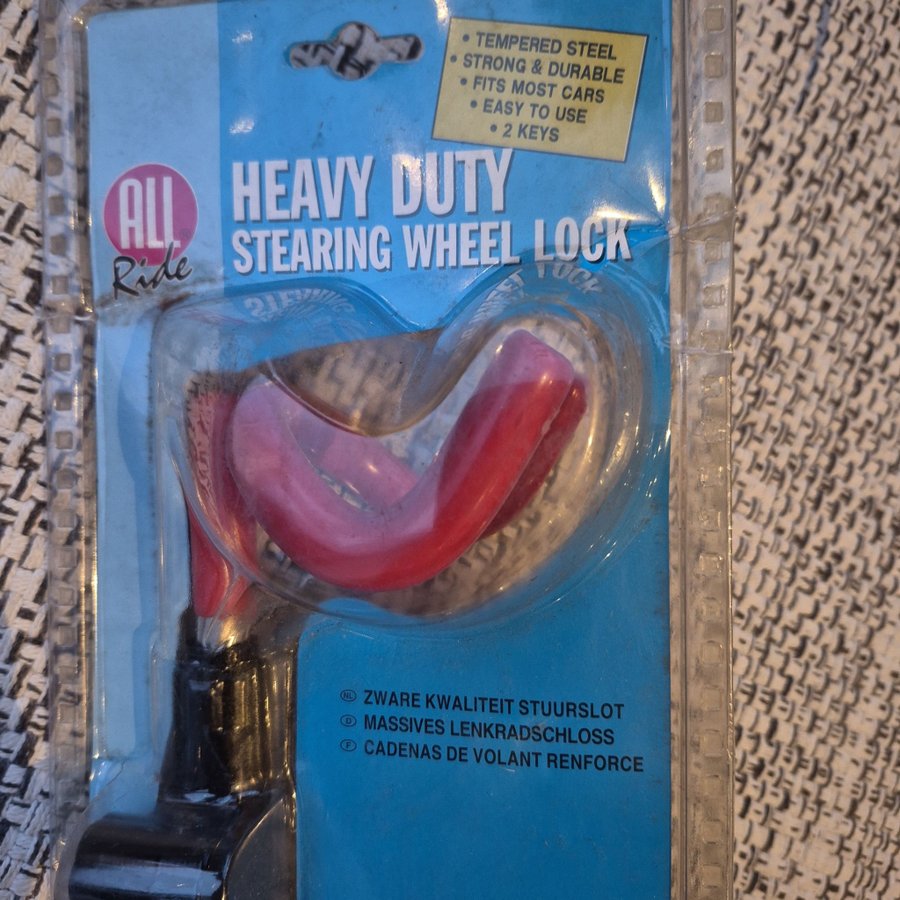 • TEMPERED STEEL
• STRONG & DURABLE
• FITS MOST CARS
• EASY TO USE
• 2 KEYS
ALL
Ride
HEAVY DUTY
STEARING WHEEL LOCK
NL ZWARE KWALITEIT STUURSLOT
D MASSIVES LENKRADSCHLOSS
F CADENAS DE VOLANT RENFORCE